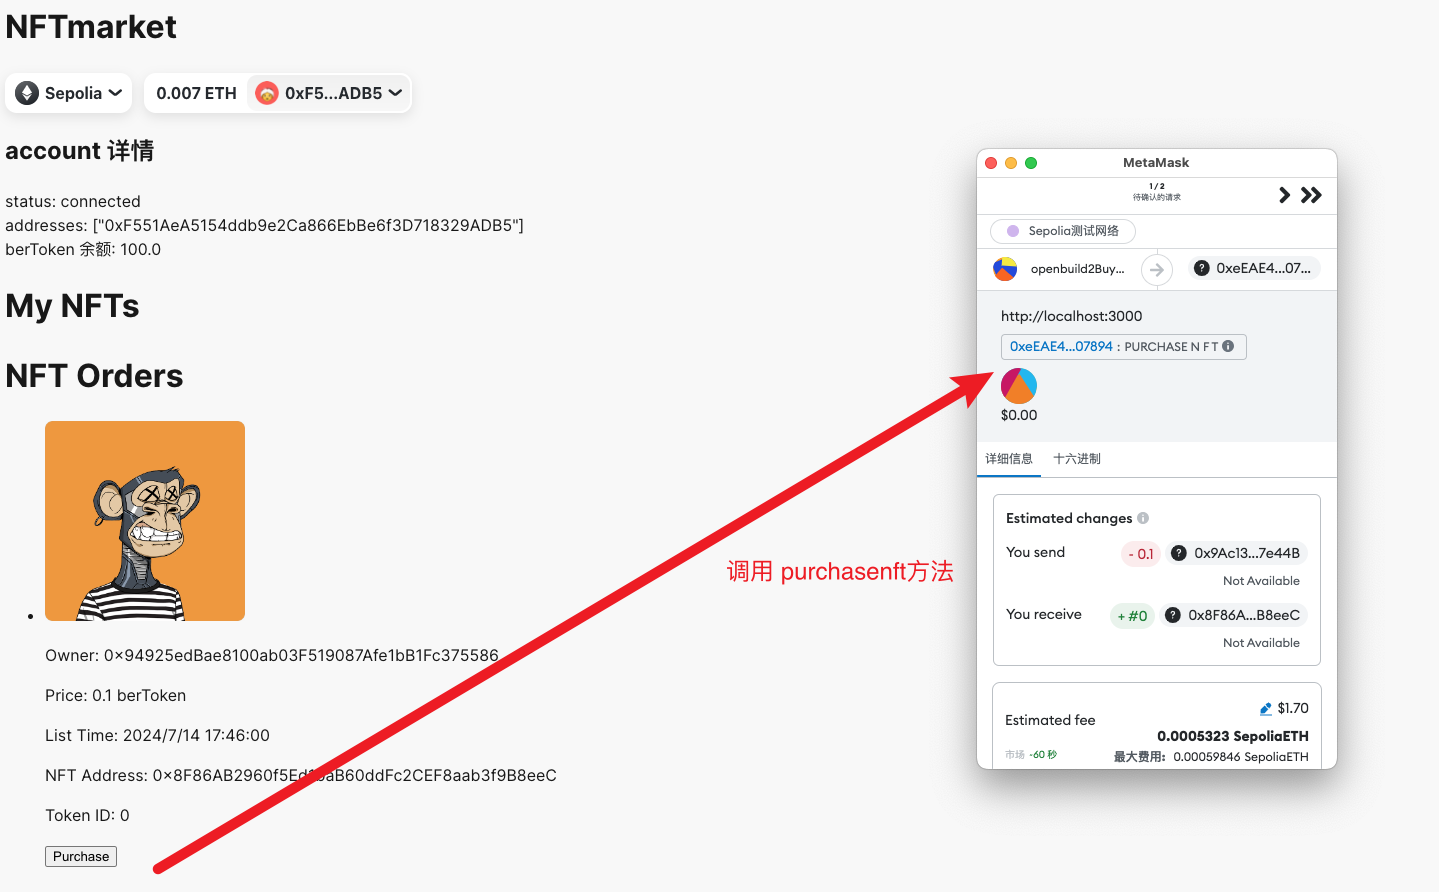 NFTmarket
Sepolia
0.007 ETH 0xF5...ADB5
account 详情
status: connected
addresses: ["0xF551AeA5154ddb9e2Ca866EbBe6f3D718329ADB5"]
berToken 余额: 100.0
My NFTs
NFT Orders
Owner: 0x94925edBae8100ab03F519087Afe1bB1Fc375586
Price: 0.1 berToken
List Time: 2024/7/14 17:46:00
NFT Address:
Token ID: 0
Purchase
调用 purchasenft方法
MetaMask
1 / 2
待确认的请求
Sepolia测试网络
openbuild2Buy... 0xeEAE4...07...
http://localhost:3000
0xeEAE4...07894 : PURCHASE N F T
$0.00
详细信息 十六进制
Estimated changes
You send - 0.1 0x9Ac13...7e44B
Not Available
You receive + #0 0x8F86A...B8eeC
Not Available
$1.70
Estimated fee
0.0005323 SepoliaETH
市场 -60 秒 最大费用: 0.00059846 SepoliaETH